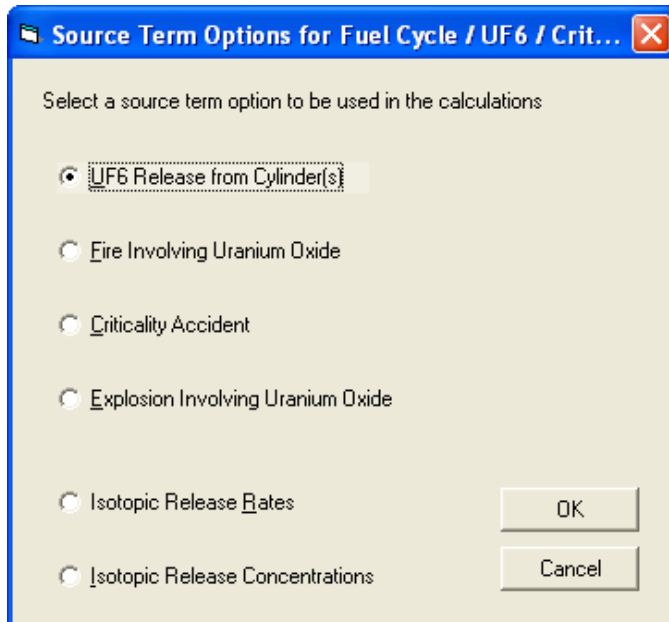 Source Term Options for Fuel Cycle / UF6 / Crit...
Select a source term option to be used in the calculations
UF6 Release from Cylinder(s)
Fire Involving Uranium Oxide
Criticality Accident
Explosion Involving Uranium Oxide
Isotopic Release Rates
OK
Isotopic Release Concentrations
Cancel